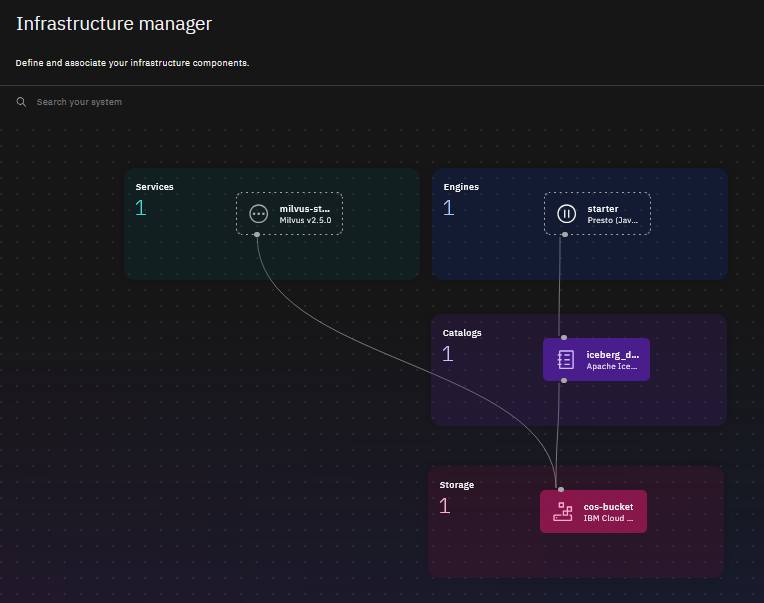 Infrastructure manager
Define and associate your infrastructure components.
Search your system
Services
1
milvus-st...
Milvus v2.5.0
Engines
1
starter
Presto (Jav...
Catalogs
1
iceberg_d...
Apache Ice...
Storage
1
cos-bucket
IBM Cloud ...